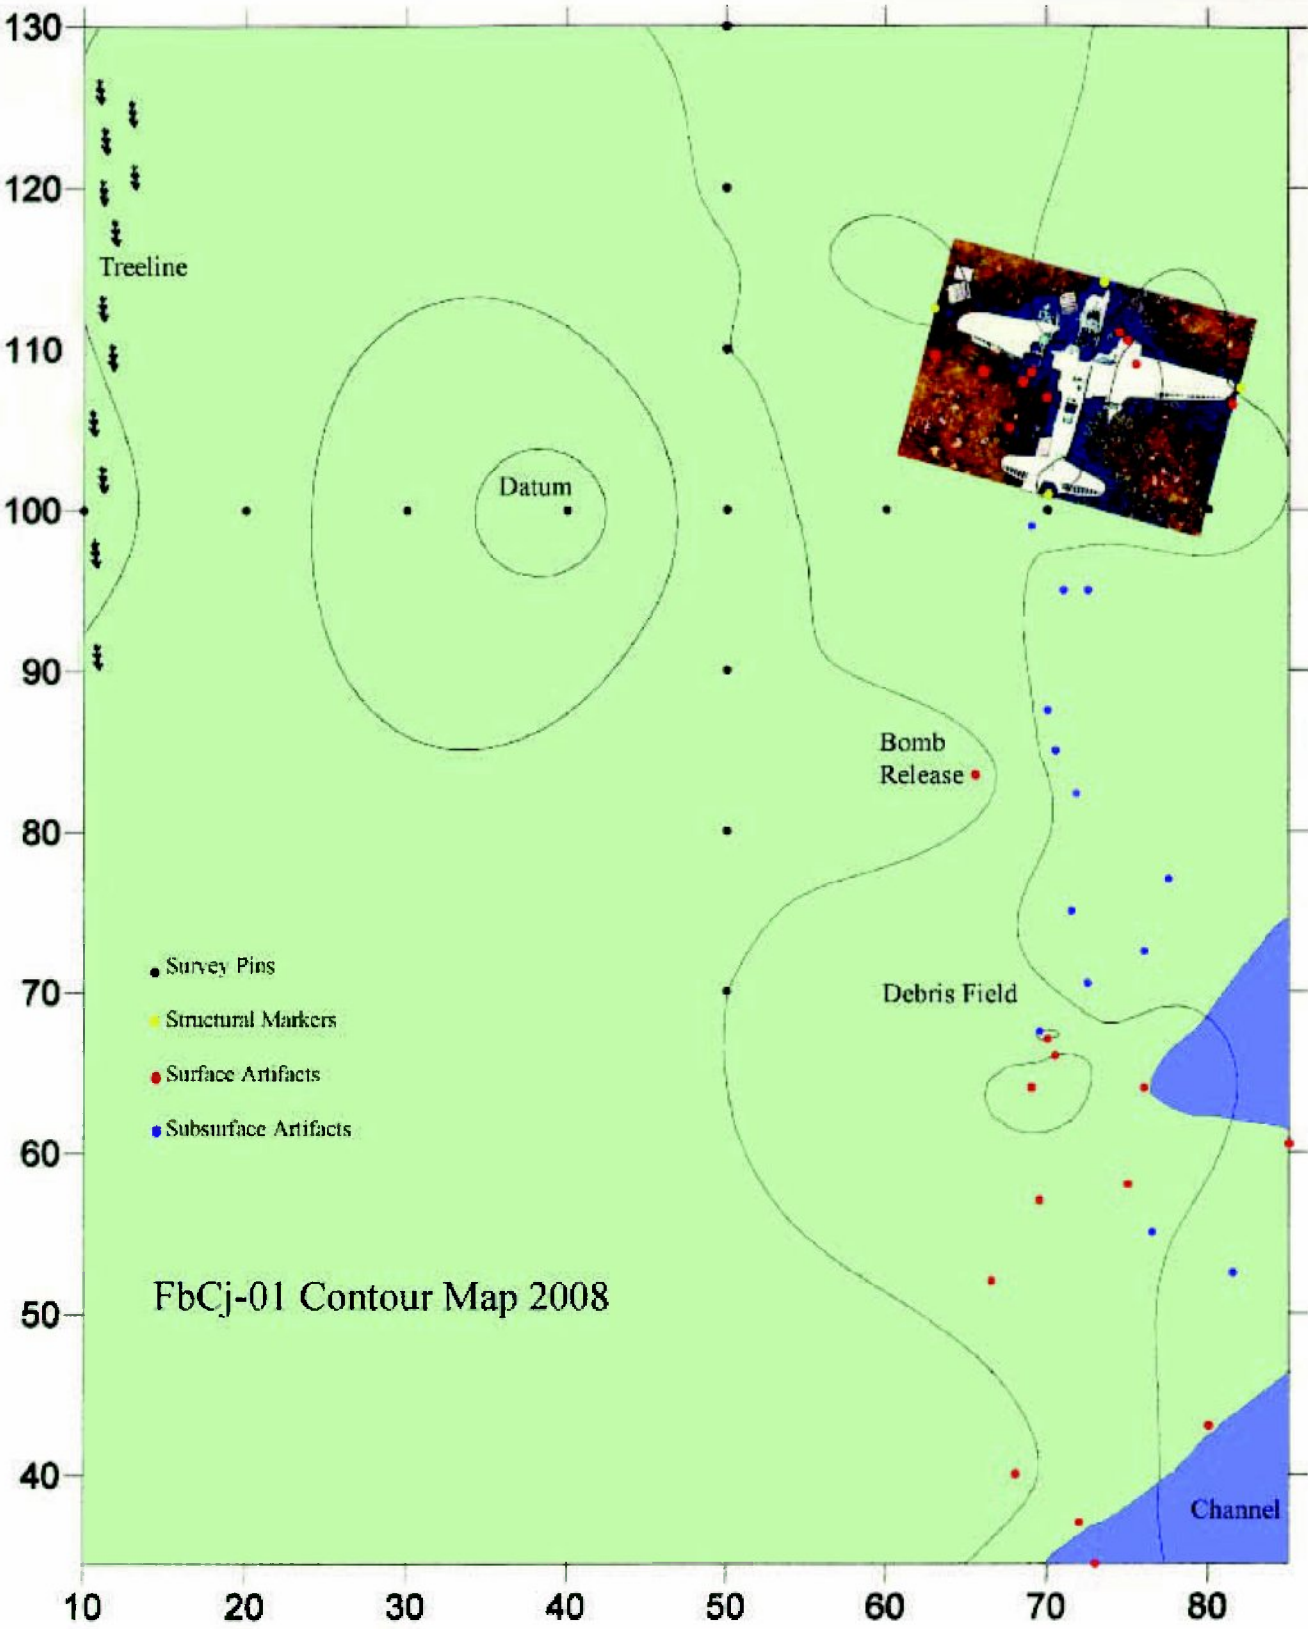 130
120
Treeline
110
100
Datum
90
Bomb
Release
80
Survey Pins
70
Debris Field
Structural Markers
Surface Artifacts
Subsurface Artifacts
60
FbCj-01 Contour Map 2008
50
40
Channel
10 20 30 40 50 60 70 80